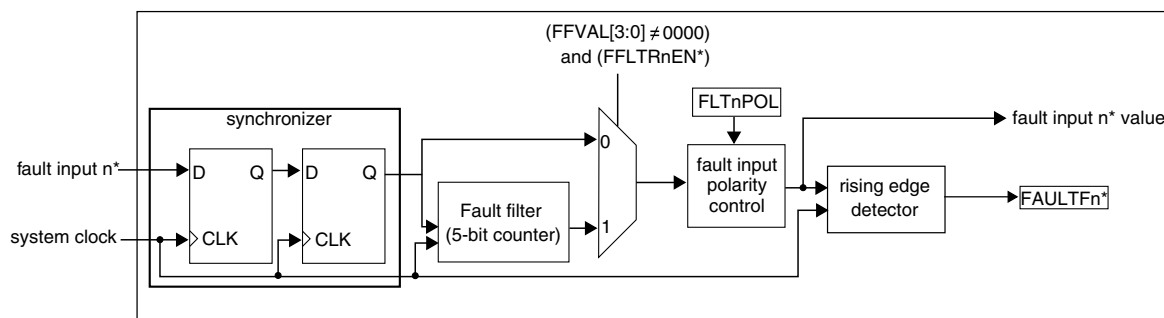 (FFVAL[3:0] ≠ 0000)
and (FFLTRnEN*)
FLTnPOL
synchronizer
fault input n*
D
Q
D
Q
system clock
CLK
CLK
Fault filter
(5-bit counter)
0
1
fault input
polarity
control
rising edge
detector
fault input n* value
FAULTFn*